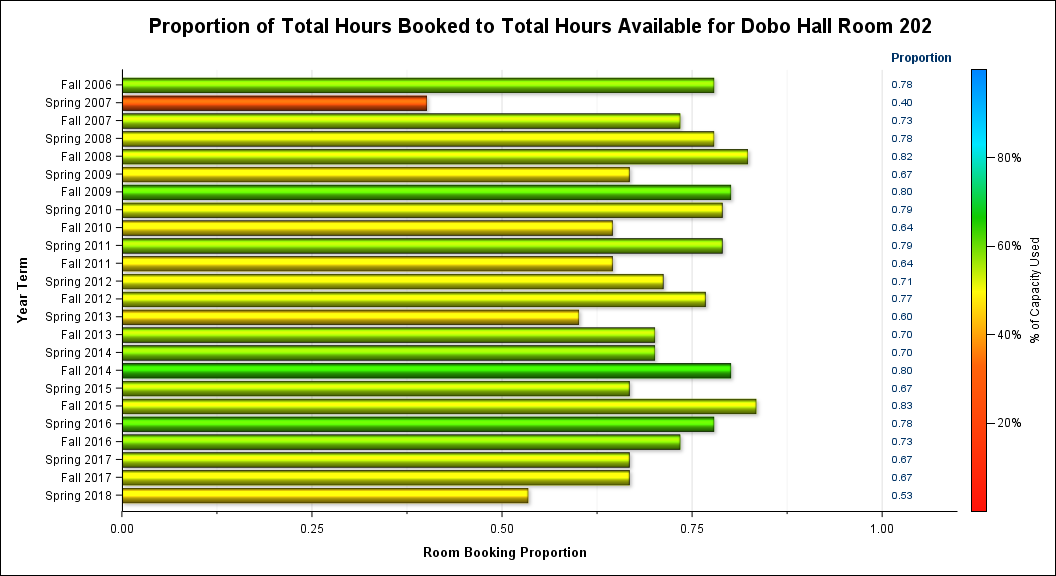 Proportion of Total Hours Booked to Total Hours Available for Dobo Hall Room 202
Proportion
Fall 2006 0.78
Spring 2007 0.40
Fall 2007 0.73
Spring 2008 0.78
Fall 2008 0.82
Spring 2009 0.67
Fall 2009 0.80
Spring 2010 0.79
Fall 2010 0.64
Spring 2011 0.79
Fall 2011 0.64
Spring 2012 0.71
Fall 2012 0.77
Spring 2013 0.60
Fall 2013 0.70
Spring 2014 0.70
Fall 2014 0.80
Spring 2015 0.67
Fall 2015 0.83
Spring 2016 0.78
Fall 2016 0.73
Spring 2017 0.67
Fall 2017 0.67
Spring 2018 0.53
Year Term
0.00 0.25 0.50 0.75 1.00
Room Booking Proportion
80%
60%
40%
20%
% of Capacity Used